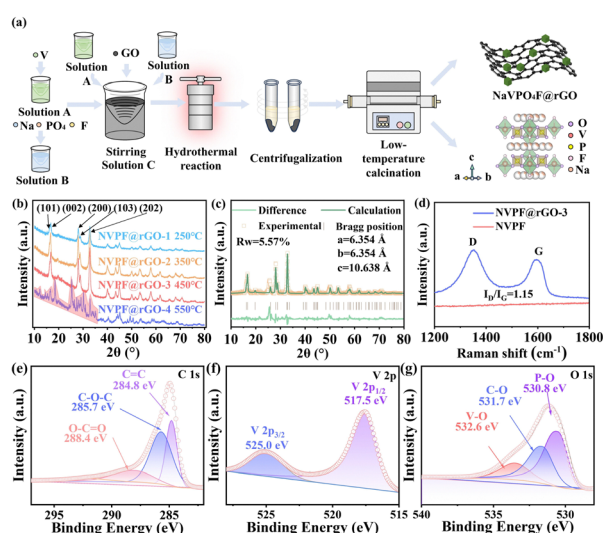 (a)
V
GO
Solution A
Solution B
Solution A
Na PO₄ F
Solution B
Stirring Solution C
Hydrothermal reaction
Centrifugalization
Low-temperature calcination
NaVPO4F@rGO
c
a b
O
V
P
F
Na
(b)
(101) (002) (200) (103) (202)
NVPF@rGO-1 250°C
NVPF@rGO-2 350°C
NVPF@rGO-3 450°C
NVPF@rGO-4 550°C
Intensity (a.u.)
10 20 30 40 50 60 70 80
2θ (°)
(c)
Difference Calculation
Experimental Bragg position
Rw=5.57%
a=6.354 Å
b=6.354 Å
c=10.638 Å
Intensity (a.u.)
10 20 30 40 50 60 70 80
2θ (°)
(d)
NVPF@rGO-3
NVPF
D
G
I_D/I_G=1.15
Intensity (a.u.)
1200 1400 1600 1800
Raman shift (cm⁻¹)
(e)
C 1s
C=C
284.8 eV
C-O-C
285.7 eV
O-C=O
288.4 eV
Intensity (a.u.)
295 290 285
Binding Energy (eV)
(f)
V 2p
V 2p₁/₂
517.5 eV
V 2p₃/₂
525.0 eV
Intensity (a.u.)
525 520 515
Binding Energy (eV)
(g)
O 1s
P-O
530.8 eV
C-O
531.7 eV
V-O
532.6 eV
Intensity (a.u.)
540 535 530
Binding Energy (eV)